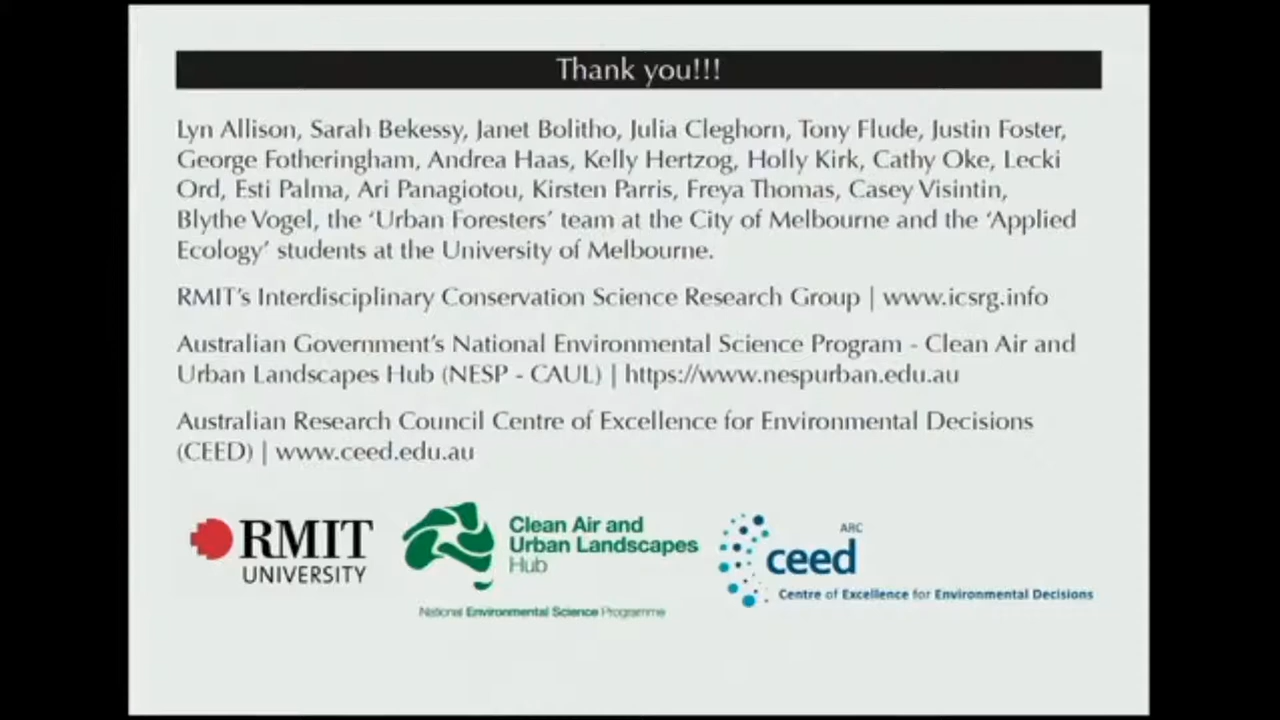 Thank you!!!
Lyn Allison, Sarah Bekessy, Janet Bolitho, Julia Cleghorn, Tony Flude, Justin Foster,
George Fotheringham, Andrea Haas, Kelly Hertzog, Holly Kirk, Cathy Oke, Lecki
Ord, Esti Palma, Ari Panagiotou, Kirsten Parris, Freya Thomas, Casey Visintin,
Blythe Vogel, the ‘Urban Foresters’ team at the City of Melbourne and the ‘Applied
Ecology’ students at the University of Melbourne.
RMIT’s Interdisciplinary Conservation Science Research Group | www.icsrg.info
Australian Government’s National Environmental Science Program - Clean Air and
Urban Landscapes Hub (NESP - CAUL) | https://www.nespurban.edu.au
Australian Research Council Centre of Excellence for Environmental Decisions
(CEED) | www.ceed.edu.au
RMIT
UNIVERSITY
Clean Air and
Urban Landscapes
Hub
National Environmental Science Programme
ARC
ceed
Centre of Excellence for Environmental Decisions